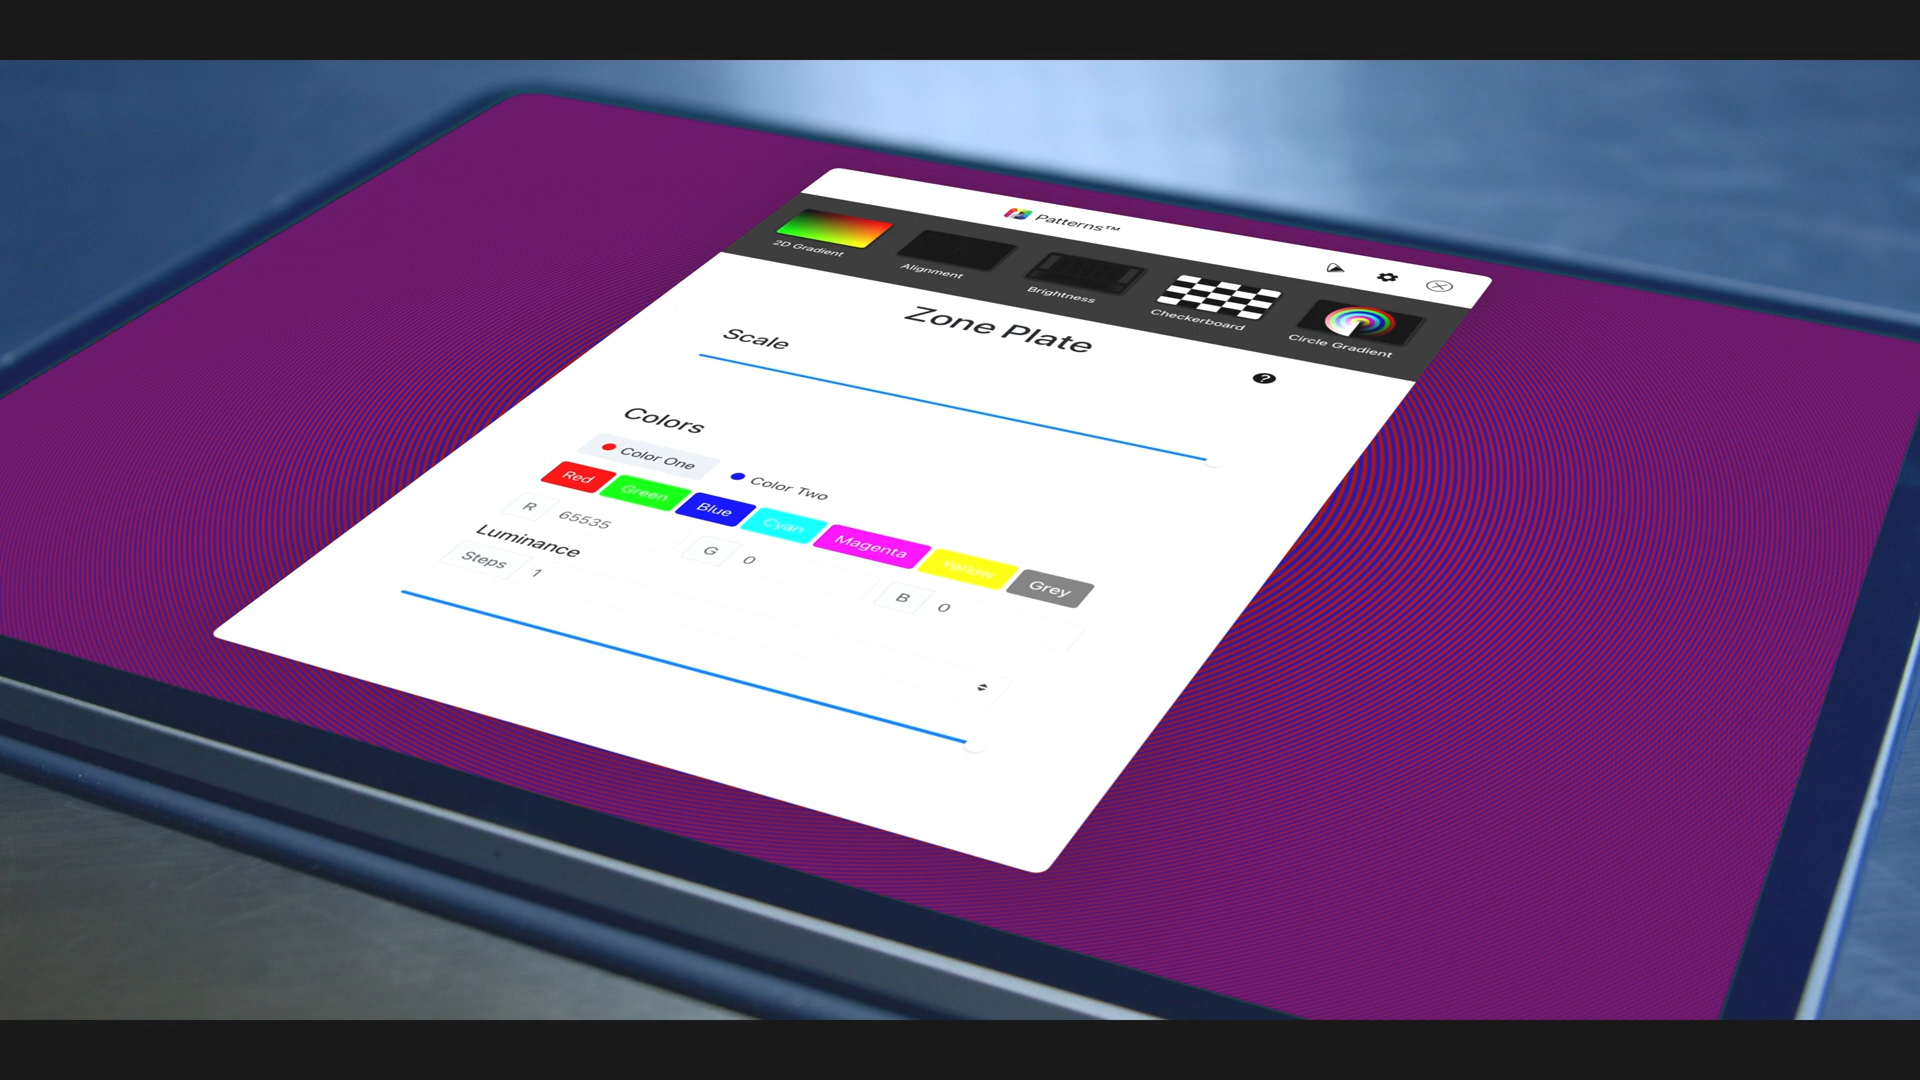 Patterns™
2D Gradient
Alignment
Brightness
Checkerboard
Circle Gradient
Zone Plate
Scale
?
Colors
Color One
Color Two
Red
Green
Blue
Cyan
Magenta
Yellow
Grey
R 65535
G 0
B 0
Luminance
Steps 1